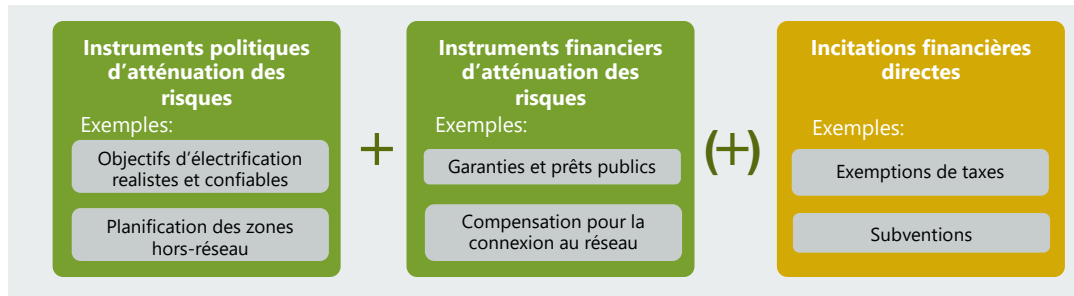 Instruments politiques
d'atténuation des
risques
Exemples:
Objectifs d'électrification
realistes et confiables
Planification des zones
hors-réseau
+
Instruments financiers
d'atténuation des
risques
Exemples:
Garanties et prêts publics
Compensation pour la
connexion au réseau
(+)
Incitations financières
directes
Exemples:
Exemptions de taxes
Subventions